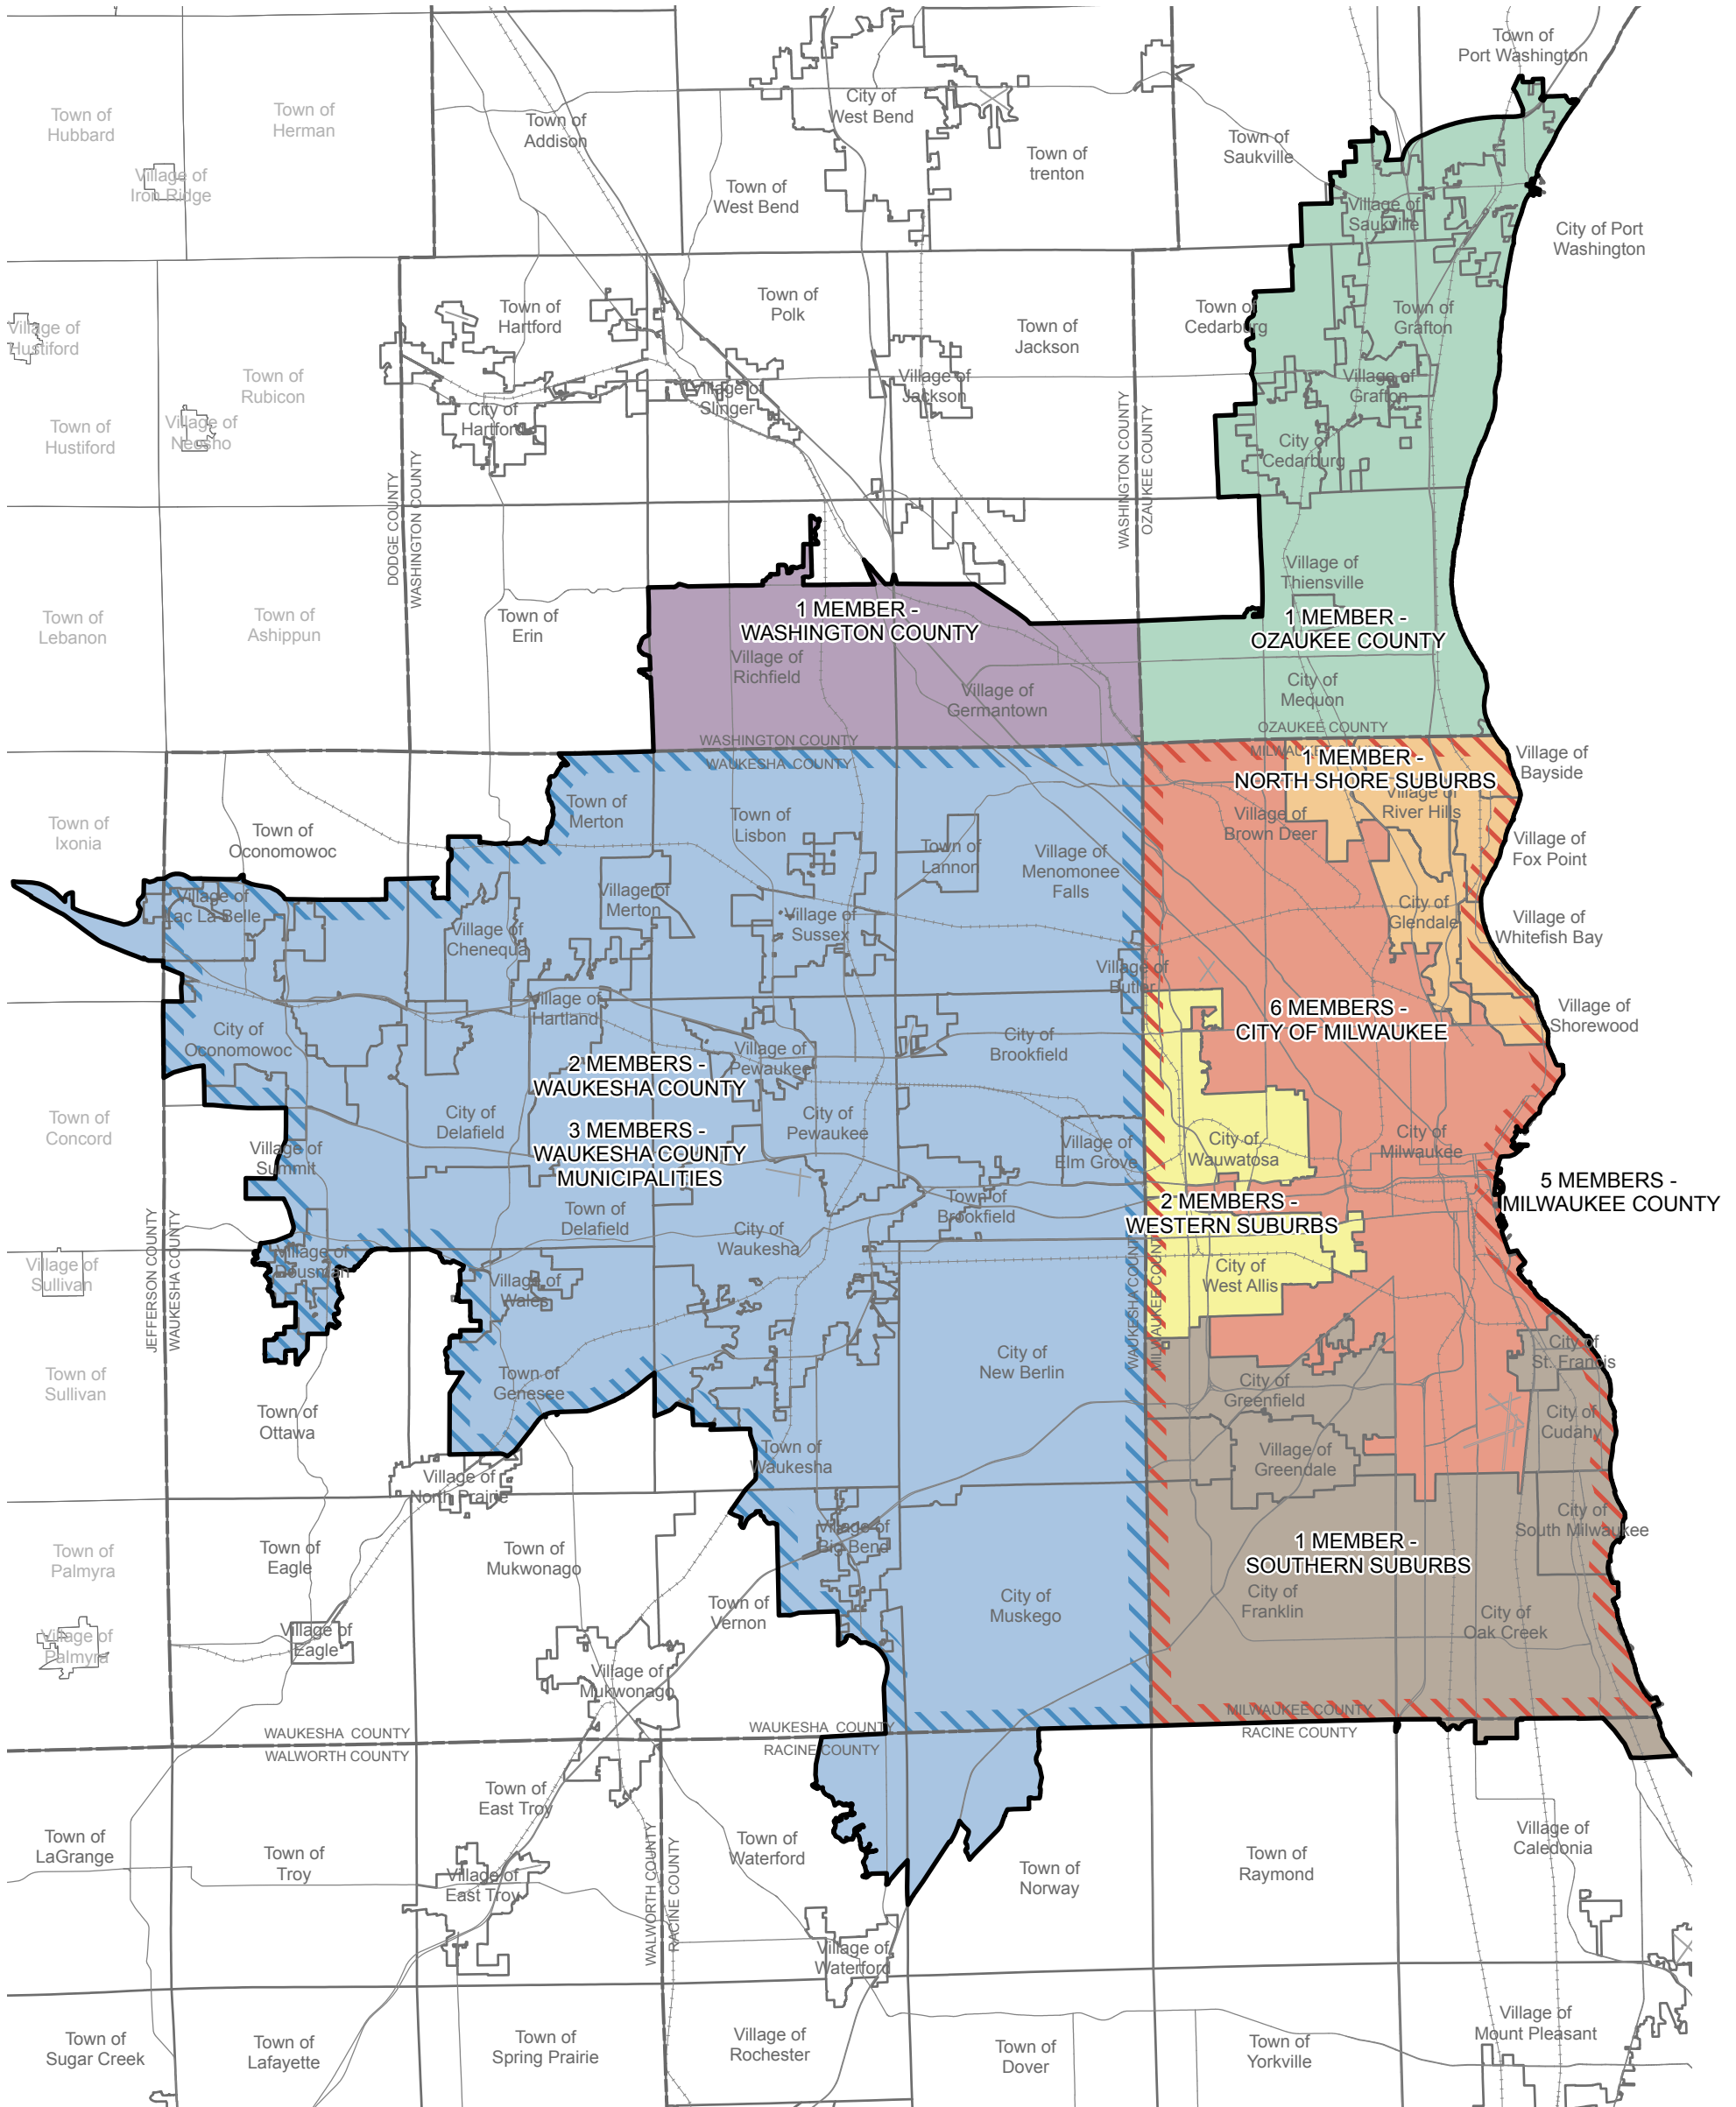 Town of
Port Washington
Town of
Hubbard
Town of
Herman
Town of
Addison
City of
West Bend
Town of
trenton
Town of
Saukville
Village of
Iron Ridge
Town of
West Bend
Village of
Saukville
City of Port
Washington
Village of
Hustiford
Town of
Hartford
Town of
Polk
Town of
Jackson
Town of
Cedarburg
Town of
Grafton
Town of
Rubicon
Village of
Slinger
Village of
Jackson
Village of
Grafton
Town of
Hustiford
Village of
Neosho
City of
Hartford
City of
Cedarburg
DODGE COUNTY
WASHINGTON COUNTY
WASHINGTON COUNTY
OZAUKEE COUNTY
Village of
Thiensville
Town of
Lebanon
Town of
Ashippun
Town of
Erin
1 MEMBER -
WASHINGTON COUNTY
1 MEMBER -
OZAUKEE COUNTY
Village of
Richfield
Village of
Germantown
City of
Mequon
WASHINGTON COUNTY
WAUKESHA COUNTY
OZAUKEE COUNTY
1 MEMBER -
NORTH SHORE SUBURBS
Village of
Bayside
Town of
Ixonia
Town of
Oconomowoc
Town of
Merton
Town of
Lisbon
Town of
Lannon
Village of
Menomonee
Falls
Village of
Brown Deer
Village of
River Hills
Village of
Fox Point
Village of
Lac La Belle
Village of
Chenequa
Village of
Merton
Village of
Sussex
City of
Glendale
Village of
Whitefish Bay
Village of
Butler
Village of
Hartland
City of
Oconomowoc
Village of
Pewaukee
City of
Brookfield
6 MEMBERS -
CITY OF MILWAUKEE
Village of
Shorewood
2 MEMBERS -
WAUKESHA COUNTY
3 MEMBERS -
WAUKESHA COUNTY
MUNICIPALITIES
Town of
Concord
City of
Delafield
City of
Pewaukee
Village of
Elm Grove
City of
Wauwatosa
City of
Milwaukee
Village of
Summit
5 MEMBERS -
MILWAUKEE COUNTY
Town of
Delafield
City of
Waukesha
Town of
Brookfield
2 MEMBERS -
WESTERN SUBURBS
JEFFERSON COUNTY
WAUKESHA COUNTY
WAUKESHA COUNTY
MILWAUKEE COUNTY
Village of
Sullivan
Village of
Dousman
Village of
Wales
City of
West Allis
Town of
Sullivan
Town of
Genesee
City of
New Berlin
City of
Greenfield
City of
St. Francis
Town of
Ottawa
City of
Cudahy
Village of
North Prairie
Town of
Waukesha
Village of
Greendale
Town of
Palmyra
Town of
Eagle
Town of
Mukwonago
Village of
Big Bend
City of
South Milwaukee
1 MEMBER -
SOUTHERN SUBURBS
Village of
Palmyra
Village of
Eagle
Town of
Vernon
City of
Muskego
City of
Franklin
City of
Oak Creek
Village of
Mukwonago
WAUKESHA COUNTY
WALWORTH COUNTY
WAUKESHA COUNTY
RACINE COUNTY
MILWAUKEE COUNTY
RACINE COUNTY
Town of
East Troy
Town of
LaGrange
Town of
Troy
Village of
East Troy
WALWORTH COUNTY
RACINE COUNTY
Town of
Waterford
Town of
Norway
Town of
Raymond
Village of
Caledonia
Village of
Waterford
Town of
Sugar Creek
Town of
Lafayette
Town of
Spring Prairie
Village of
Rochester
Town of
Dover
Town of
Yorkville
Village of
Mount Pleasant